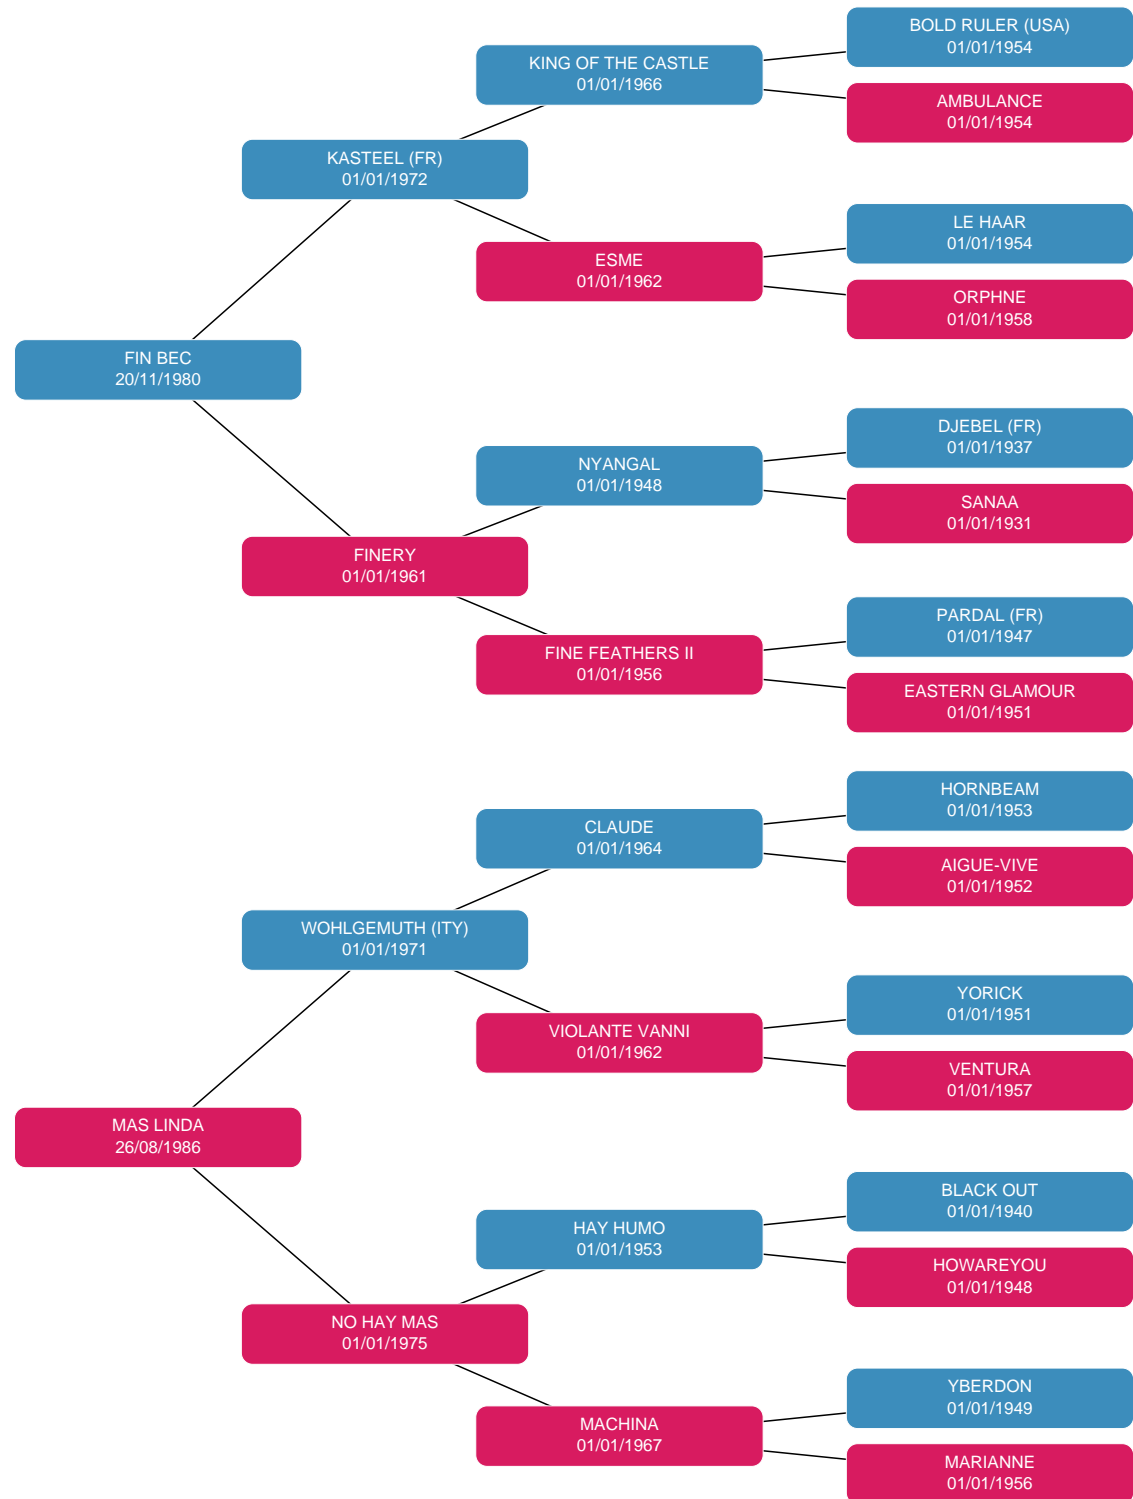 BOLD RULER (USA)
01/01/1954
KING OF THE CASTLE
01/01/1966
AMBULANCE
01/01/1954
KASTEEL (FR)
01/01/1972
LE HAAR
01/01/1954
ESME
01/01/1962
ORPHNE
01/01/1958
FIN BEC
20/11/1980
DJEBEL (FR)
01/01/1937
NYANGAL
01/01/1948
SANAA
01/01/1931
FINERY
01/01/1961
PARDAL (FR)
01/01/1947
FINE FEATHERS II
01/01/1956
EASTERN GLAMOUR
01/01/1951
HORNBEAM
01/01/1953
CLAUDE
01/01/1964
AIGUE-VIVE
01/01/1952
WOHLGEMUTH (ITY)
01/01/1971
YORICK
01/01/1951
VIOLANTE VANNI
01/01/1962
VENTURA
01/01/1957
MAS LINDA
26/08/1986
BLACK OUT
01/01/1940
HAY HUMO
01/01/1953
HOWAREYOU
01/01/1948
NO HAY MAS
01/01/1975
YBERDON
01/01/1949
MACHINA
01/01/1967
MARIANNE
01/01/1956